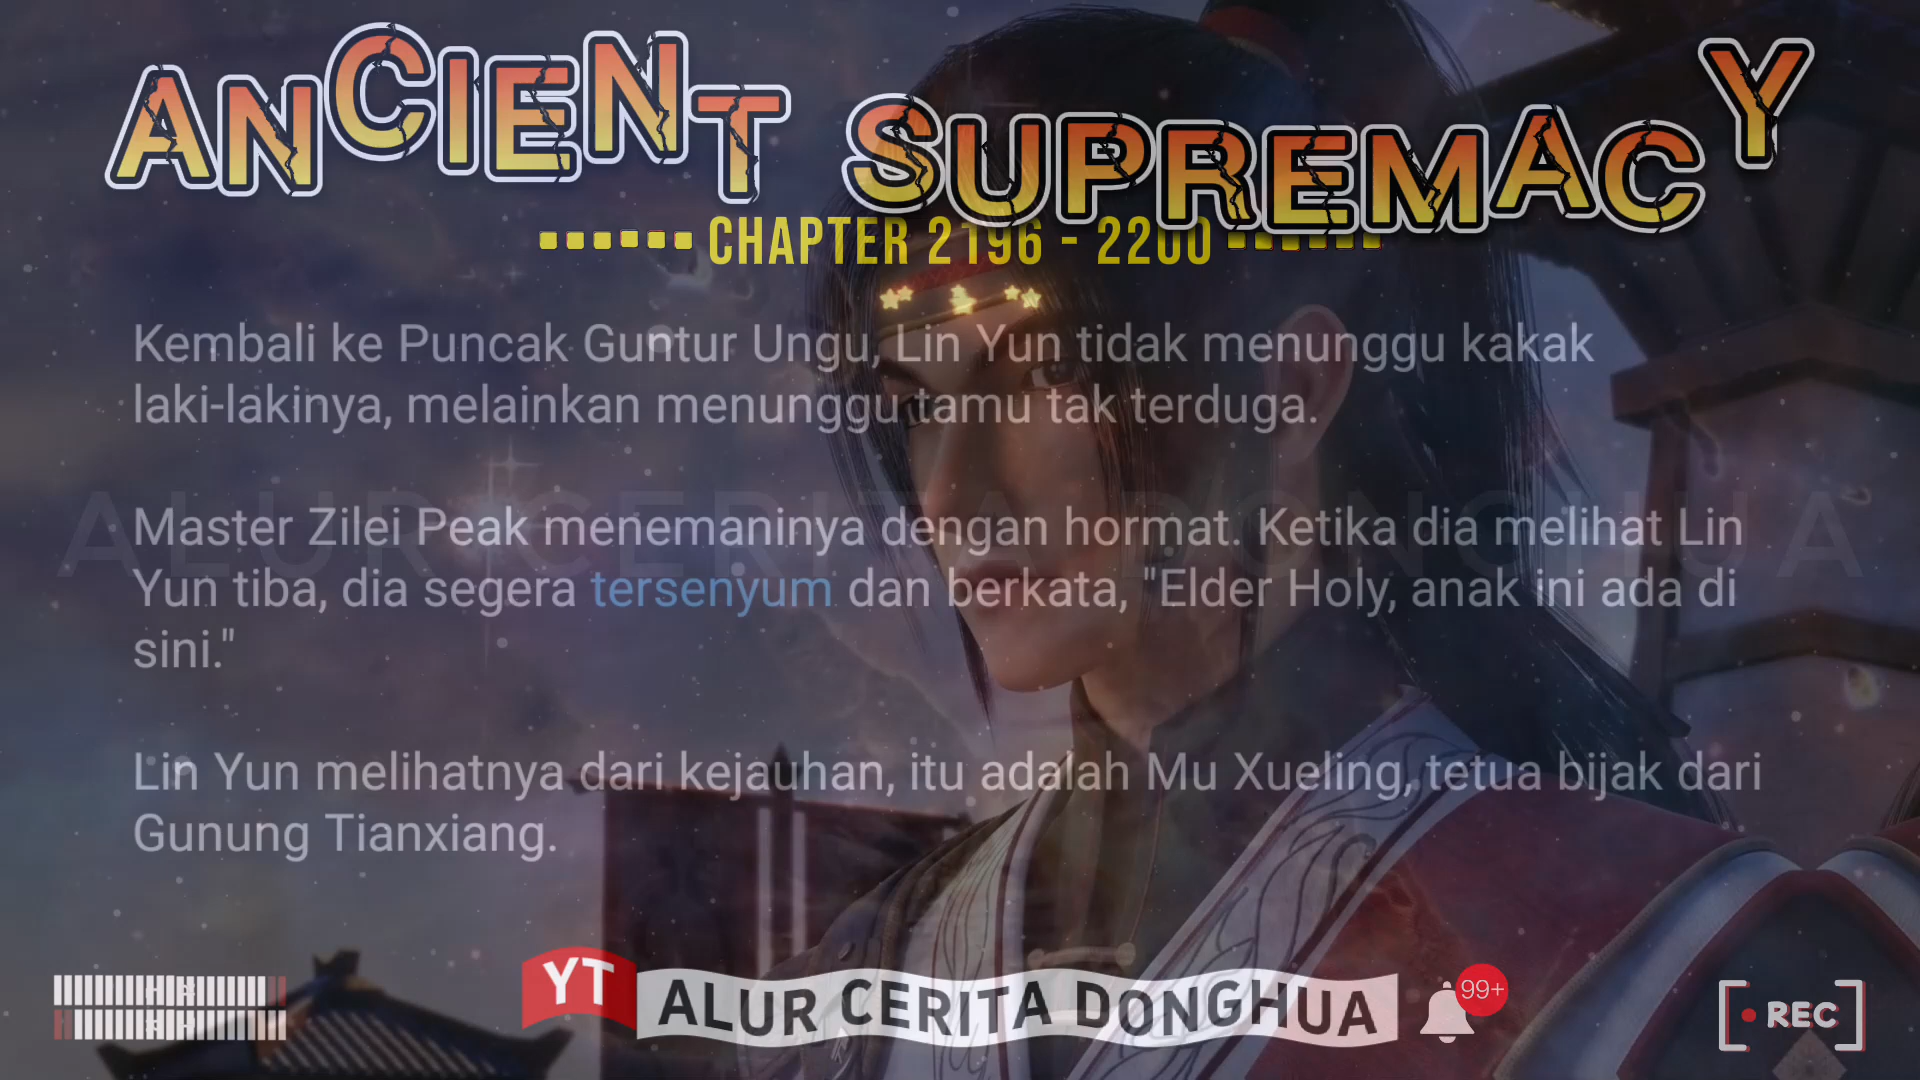 ANCIENT SUPREMACY
CHAPTER 2196 - 2200
Kembali ke Puncak Guntur Ungu, Lin Yun tidak menunggu kakak
laki-lakinya, melainkan menunggu tamu tak terduga.
ALUR CERITA DONGHUA
Master Zilei Peak menemaninya dengan hormat. Ketika dia melihat Lin
Yun tiba, dia segera tersenyum dan berkata, "Elder Holy, anak ini ada di
sini."
Lin Yun melihatnya dari kejauhan, itu adalah Mu Xueling, tetua bijak dari
Gunung Tianxiang.
YT ALUR CERITA DONGHUA 99+
REC